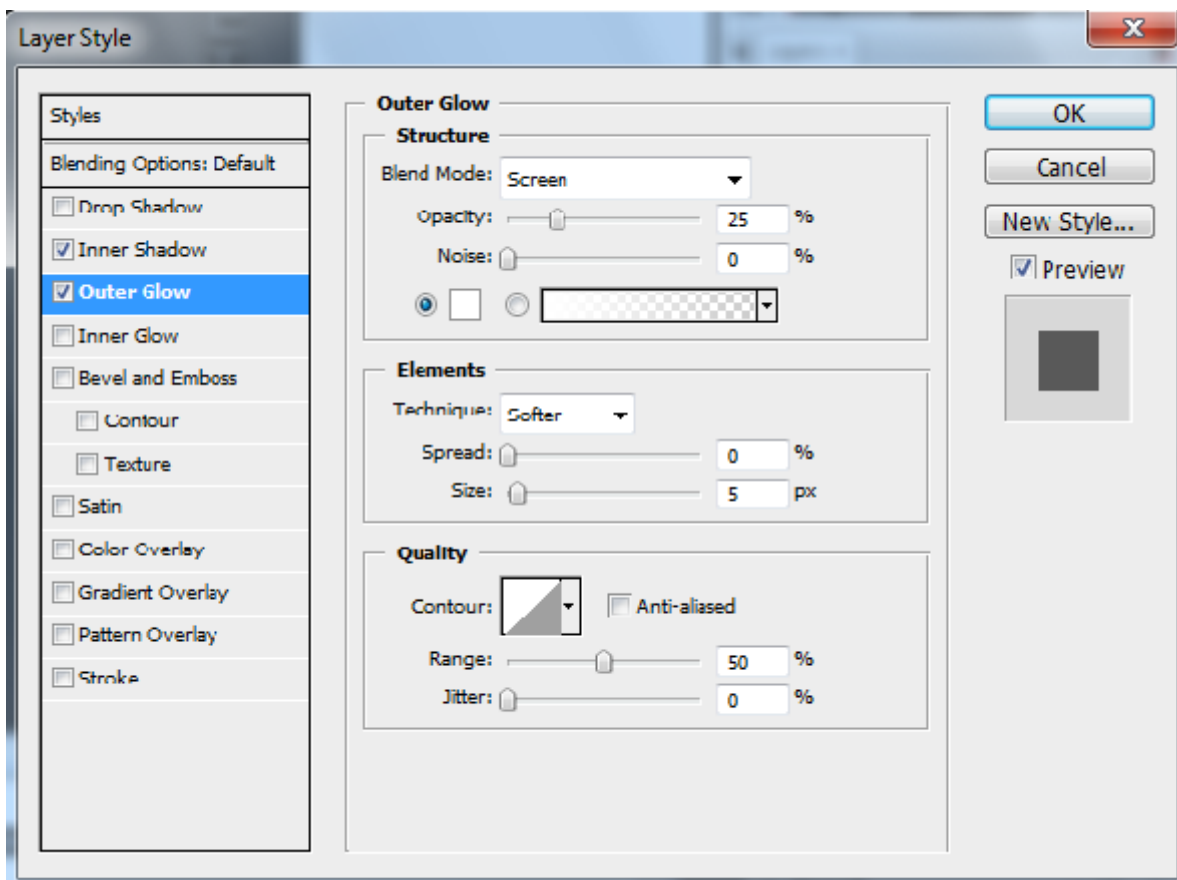 Layer Style
Styles
Blending Options: Default
Drop Shadow
Inner Shadow
Outer Glow
Inner Glow
Bevel and Emboss
Contour
Texture
Satin
Color Overlay
Gradient Overlay
Pattern Overlay
Stroke
Outer Glow
Structure
Blend Mode: Screen
Opacity: 25 %
Noise: 0 %
Elements
Technique: Softer
Spread: 0 %
Size: 5 px
Quality
Contour: Anti-aliased
Range: 50 %
Jitter: 0 %
OK
Cancel
New Style...
Preview